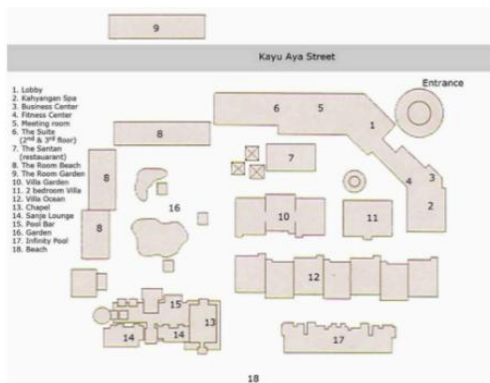 9
Kayu Aya Street
Entrance
1. Lobby
2. Kahyangan Spa
3. Business Center
4. Fitness Center
5. Meeting room
6. The Suite
(2nd & 3rd floor)
7. The Santan
(restauarant)
8. The Room Beach
9. The Room Garden
10. Villa Garden
11. 2 bedroom Villa
12. Villa Ocean
13. Chapel
14. Sanje Lounge
15. Pool Bar
16. Garden
17. Infinity Pool
18. Beach
6
5
1
8
7
4
3
2
8
16
10
11
8
12
15
13
14
14
17
18